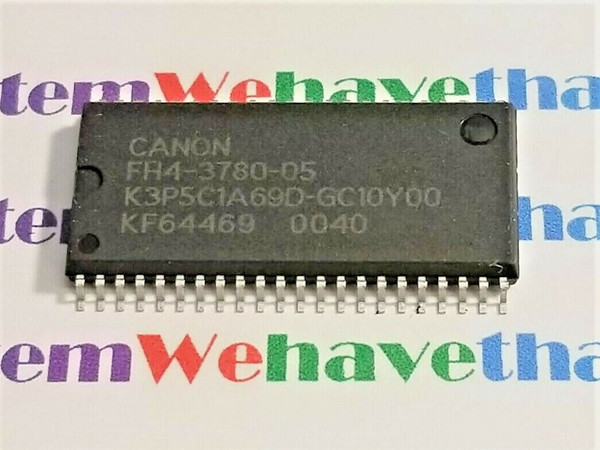 temWehavetha
CANON
FH4-3780-05
K3P5C1A69D-GC10Y00
KF64469 0040
temWehavetha